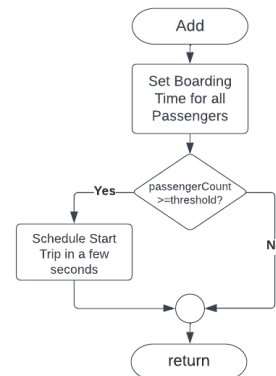 Add
Set Boarding
Time for all
Passengers
passengerCount
>=threshold?
Yes
N
Schedule Start
Trip in a few
seconds
return